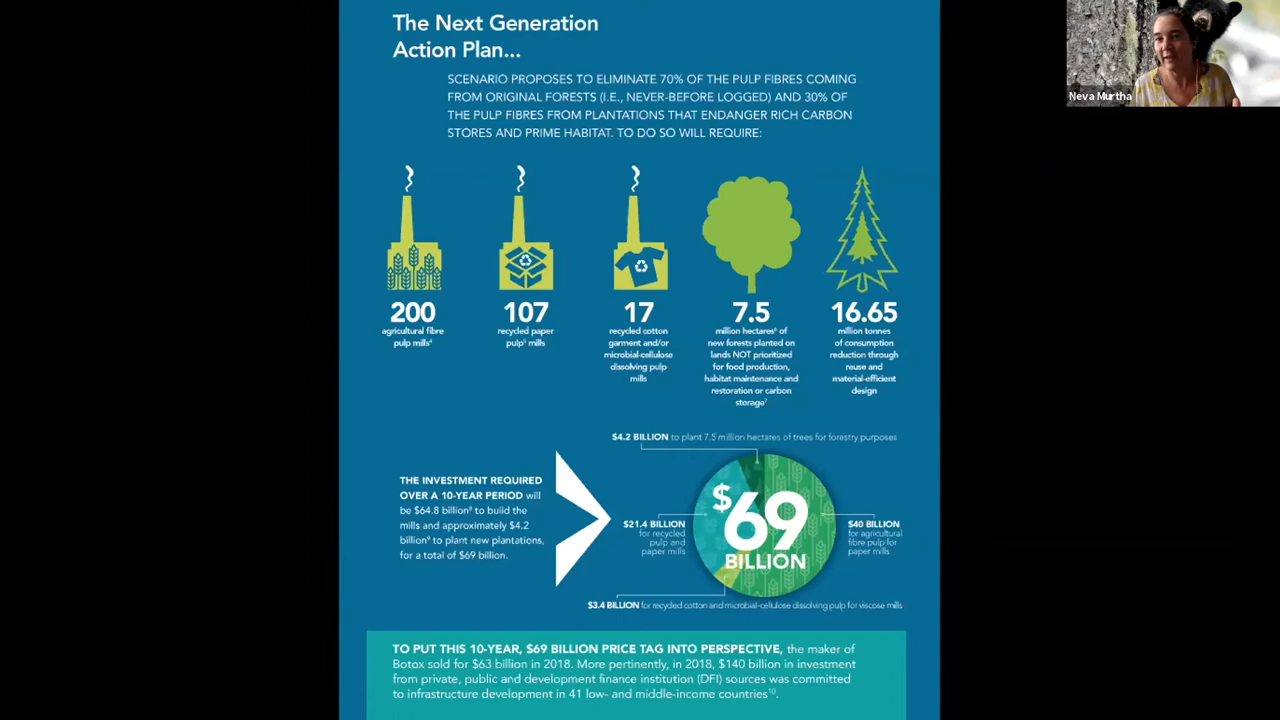 The Next Generation
Action Plan...
SCENARIO PROPOSES TO ELIMINATE 70% OF THE PULP FIBRES COMING
FROM ORIGINAL FORESTS (I.E., NEVER-BEFORE LOGGED) AND 30% OF
THE PULP FIBRES FROM PLANTATIONS THAT ENDANGER RICH CARBON
STORES AND PRIME HABITAT. TO DO SO WILL REQUIRE:
200
agricultural fibre
pulp mills⁴
107
recycled paper
pulp⁵ mills
17
recycled cotton
garment and/or
microbial-cellulose
dissolving pulp
mills
7.5
million hectares⁶ of
new forests planted on
lands NOT prioritized
for food production,
habitat maintenance and
restoration or carbon
storage⁷
16.65
million tonnes
of consumption
reduction through
reuse and
material-efficient
design
THE INVESTMENT REQUIRED
OVER A 10-YEAR PERIOD will
be $64.8 billion⁸ to build the
mills and approximately $4.2
billion⁹ to plant new plantations,
for a total of $69 billion.
$4.2 BILLION to plant 7.5 million hectares of trees for forestry purposes
$21.4 BILLION
for recycled
pulp and
paper mills
$69
BILLION
$40 BILLION
for agricultural
fibre pulp for
paper mills
$3.4 BILLION for recycled cotton and microbial-cellulose dissolving pulp for viscose mills
TO PUT THIS 10-YEAR, $69 BILLION PRICE TAG INTO PERSPECTIVE, the maker of
Botox sold for $63 billion in 2018. More pertinently, in 2018, $140 billion in investment
from private, public and development finance institution (DFI) sources was committed
to infrastructure development in 41 low- and middle-income countries¹⁰.
Neva Murtha